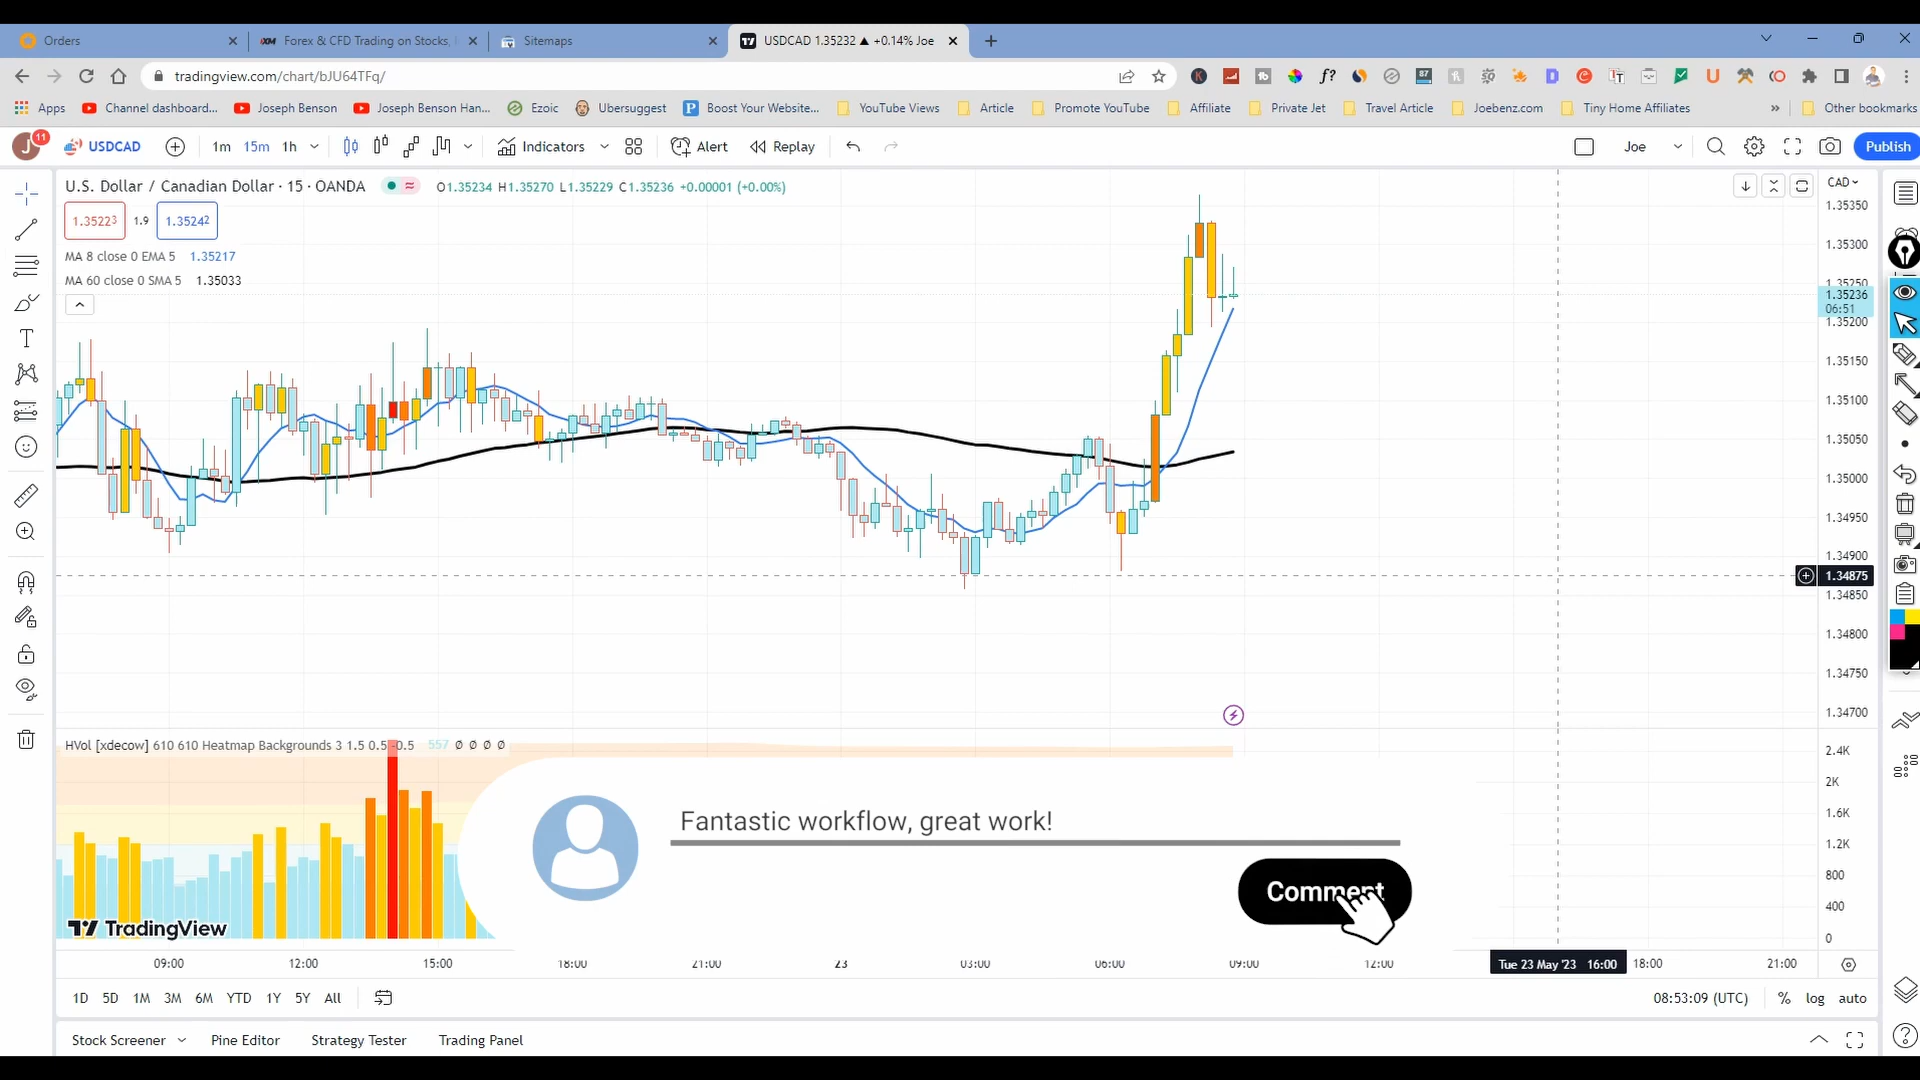 Orders
Forex & CFD Trading on Stocks,
Sitemaps
USDCAD 1.35232 ▲ +0.14% Joe
tradingview.com/chart/bJU64TFq/
Apps
Channel dashboard...
Joseph Benson
Joseph Benson Han...
Ezoic
Ubersuggest
Boost Your Website...
YouTube Views
Article
Promote YouTube
Affiliate
Private Jet
Travel Article
Joebenz.com
Tiny Home Affiliates
»
Other bookmarks
J 11
USDCAD
1m 15m 1h
Indicators
Alert
Replay
Joe
Publish
U.S. Dollar / Canadian Dollar · 15 · OANDA
O1.35234 H1.35270 L1.35229 C1.35236 +0.00001 (+0.00%)
CAD
1.35223
1.9
1.35242
MA 8 close 0 EMA 5 1.35217
MA 60 close 0 SMA 5 1.35033
1.35350
1.35300
1.35236
06:51
1.35200
1.35150
1.35100
1.35050
1.35000
1.34950
1.34900
1.34875
1.34850
1.34800
1.34750
1.34700
HVol [xdecow] 610 610 Heatmap Backgrounds 3 1.5 0.5 -0.5 557 Ø Ø Ø Ø
2.4K
2K
1.6K
1.2K
800
400
0
Fantastic workflow, great work!
Comment
TradingView
09:00 12:00 15:00 18:00 21:00 23 03:00 06:00 09:00 12:00 Tue 23 May '23 16:00 18:00 21:00
1D 5D 1M 3M 6M YTD 1Y 5Y All
08:53:09 (UTC) % log auto
Stock Screener
Pine Editor
Strategy Tester
Trading Panel